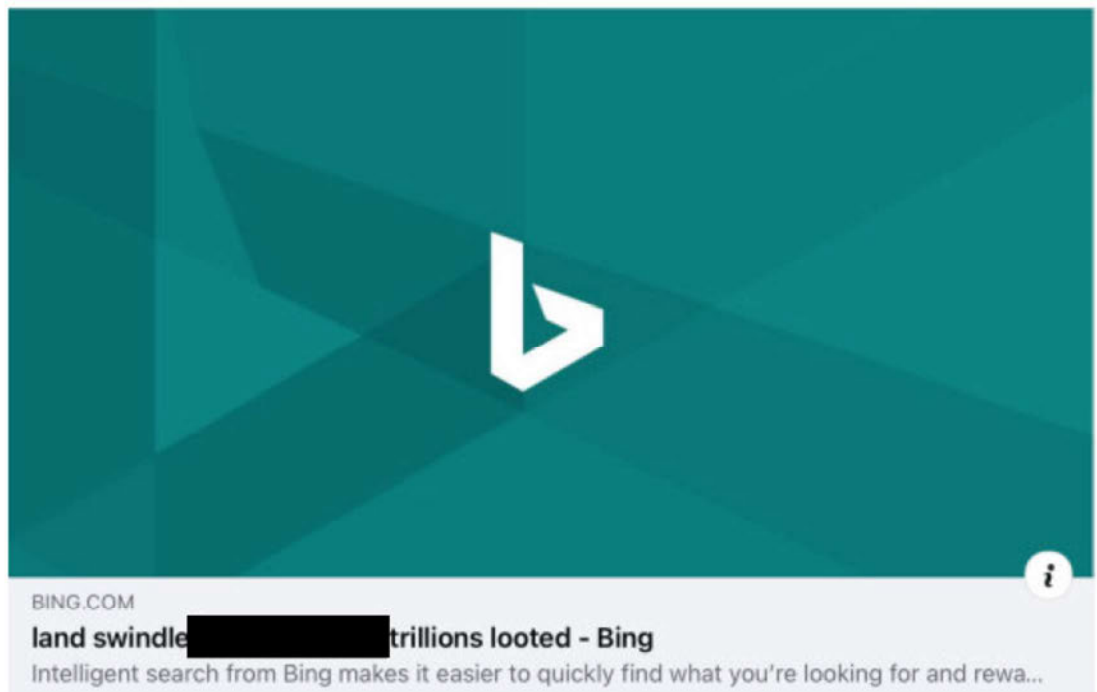 i
BING.COM
land swindle trillions looted - Bing
Intelligent search from Bing makes it easier to quickly find what you're looking for and rewa...